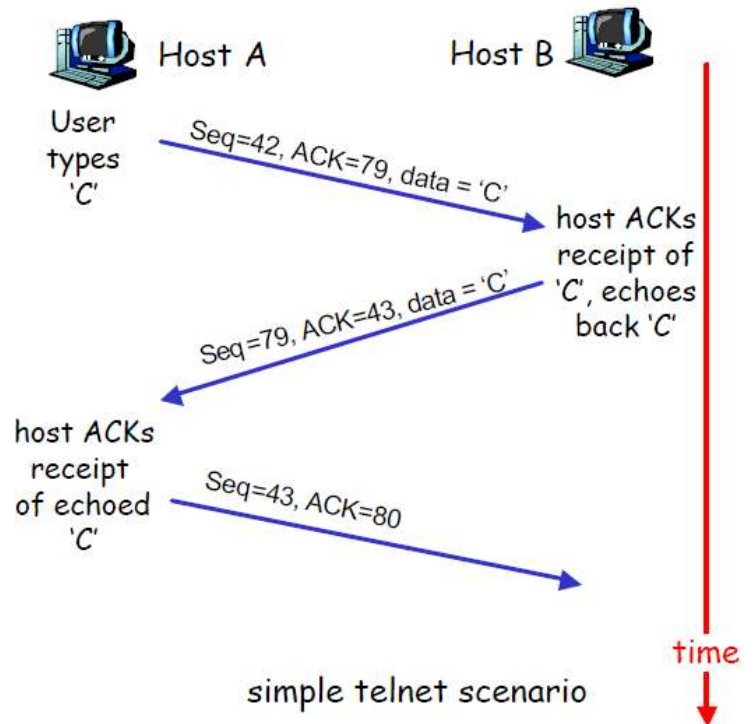 Host A
Host B
User
types
‘C’
Seq=42, ACK=79, data = ‘C’
host ACKs
receipt of
‘C’, echoes
back ‘C’
Seq=79, ACK=43, data = ‘C’
host ACKs
receipt
of echoed
‘C’
Seq=43, ACK=80
time
simple telnet scenario